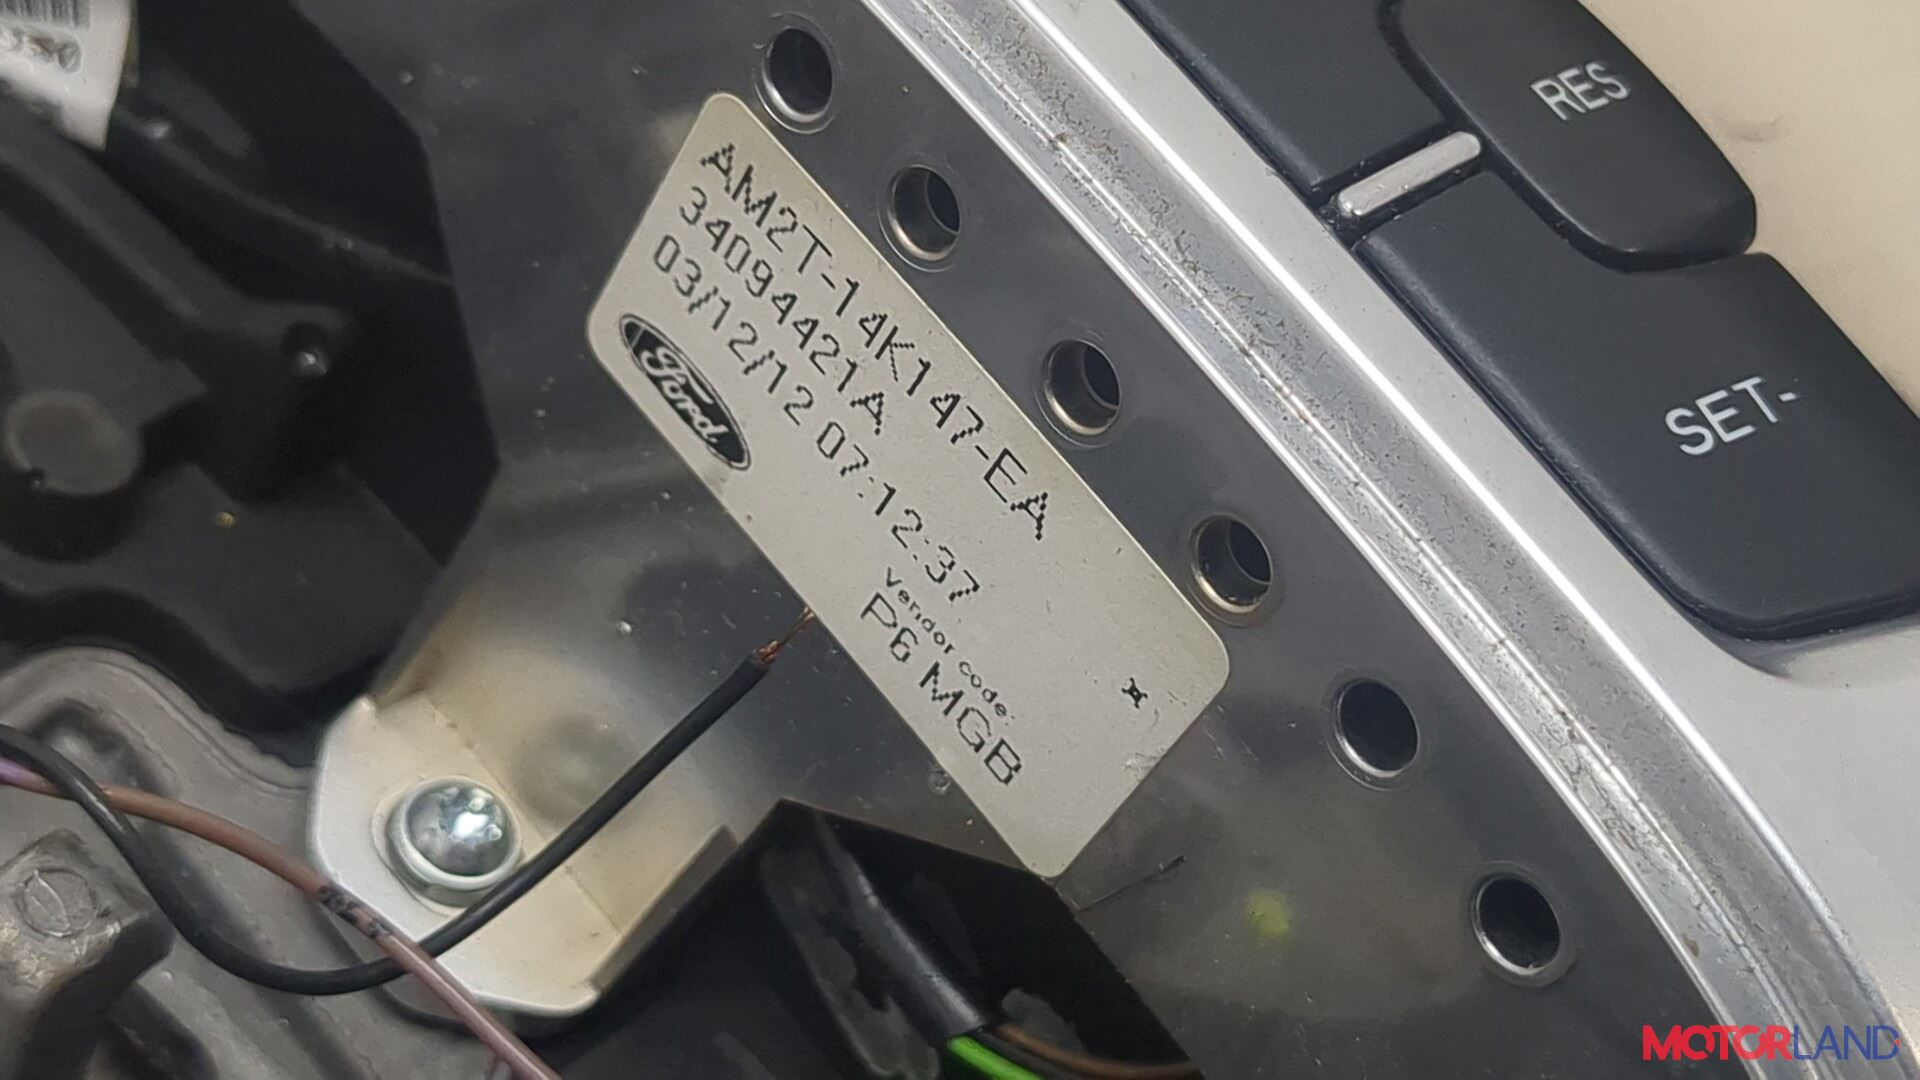 AM2T-14K147-EA
34094421A
03/12/12 07:12:37
Ford
vendor code:
P6 MGB
RES
SET-
MOTORLAND